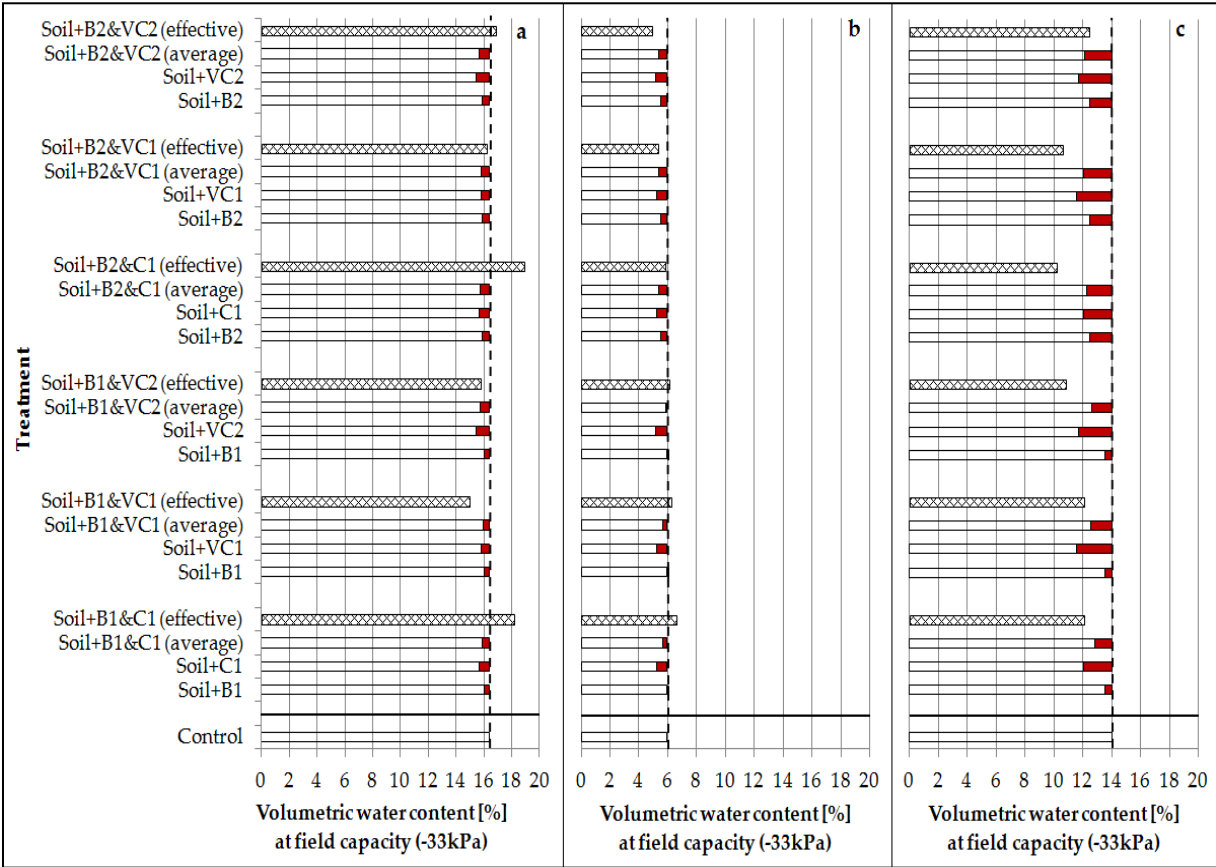 a
b
c
Treatment
Soil+B2&VC2 (effective)
Soil+B2&VC2 (average)
Soil+VC2
Soil+B2
Soil+B2&VC1 (effective)
Soil+B2&VC1 (average)
Soil+VC1
Soil+B2
Soil+B2&C1 (effective)
Soil+B2&C1 (average)
Soil+C1
Soil+B2
Soil+B1&VC2 (effective)
Soil+B1&VC2 (average)
Soil+VC2
Soil+B1
Soil+B1&VC1 (effective)
Soil+B1&VC1 (average)
Soil+VC1
Soil+B1
Soil+B1&C1 (effective)
Soil+B1&C1 (average)
Soil+C1
Soil+B1
Control
0 2 4 6 8 10 12 14 16 18 20
Volumetric water content [%]
at field capacity (-33kPa)
0 2 4 6 8 10 12 14 16 18 20
Volumetric water content [%]
at field capacity (-33kPa)
0 2 4 6 8 10 12 14 16 18 20
Volumetric water content [%]
at field capacity (-33kPa)